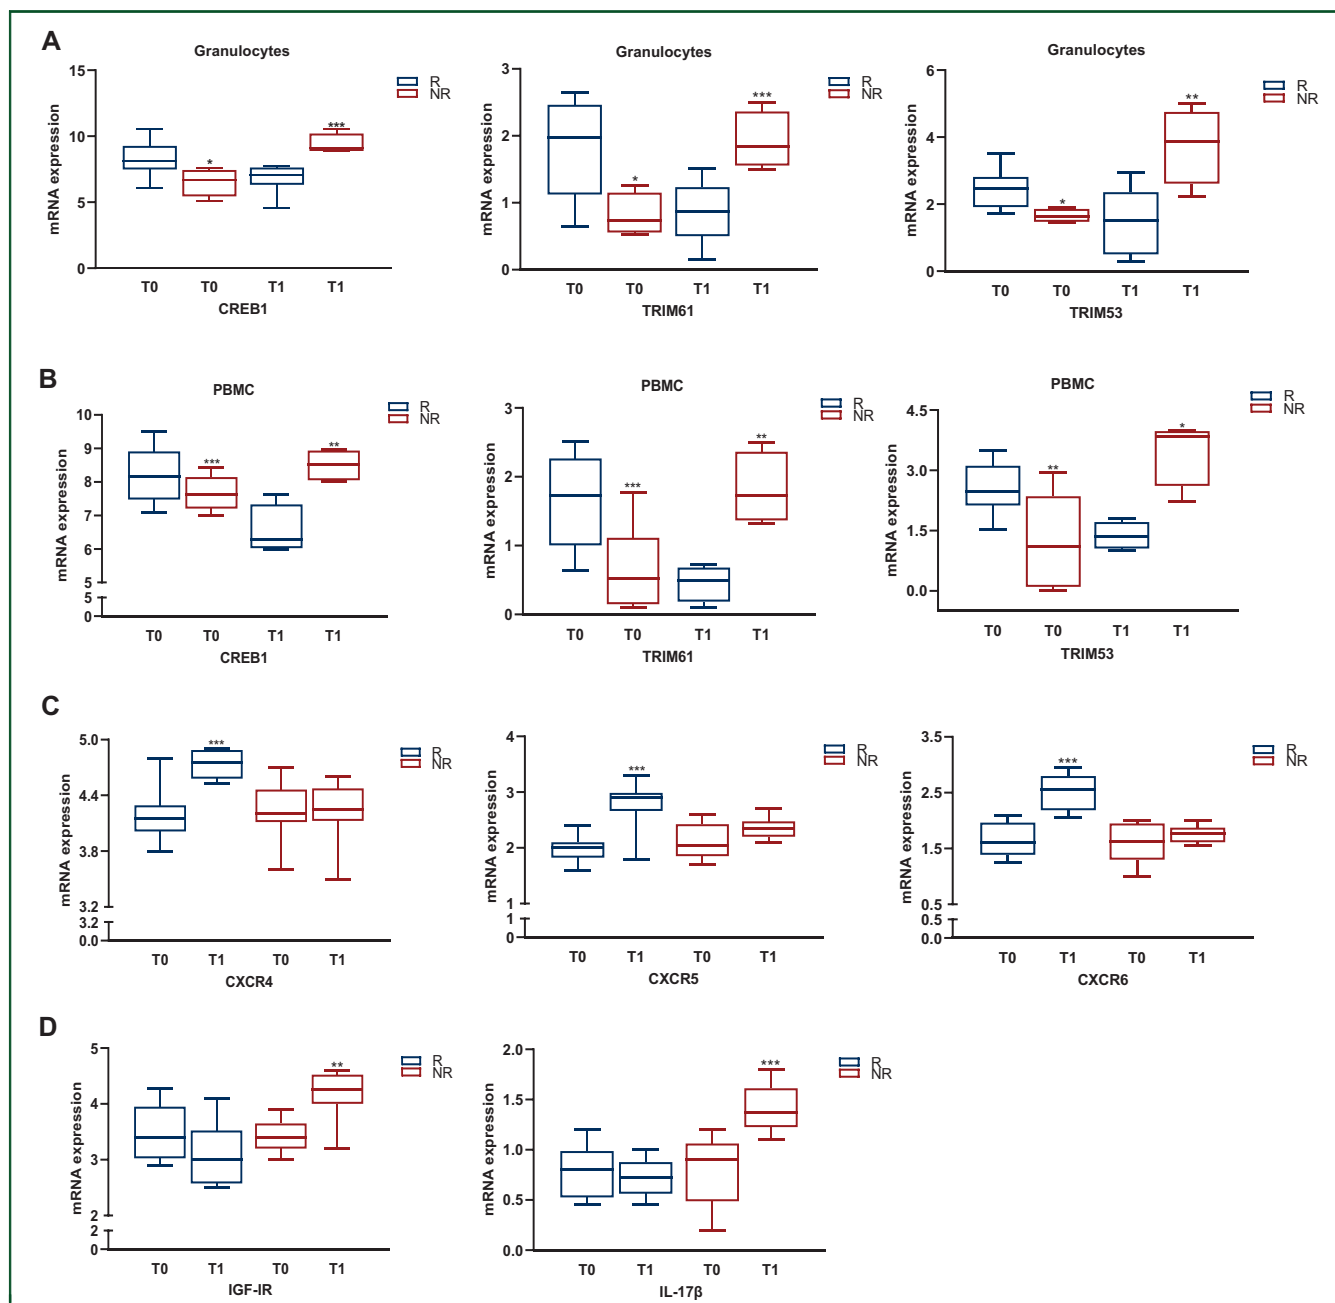 A
Granulocytes
mRNA expression
15
10
5
0
*
***
R
NR
T0 T0 T1 T1
CREB1
Granulocytes
mRNA expression
3
2
1
0
*
***
R
NR
T0 T0 T1 T1
TRIM61
Granulocytes
mRNA expression
6
4
2
0
*
**
R
NR
T0 T0 T1 T1
TRIM53
B
PBMC
mRNA expression
10
9
8
7
6
5
5
0
***
**
R
NR
T0 T0 T1 T1
CREB1
PBMC
mRNA expression
3
2
1
0
***
**
R
NR
T0 T0 T1 T1
TRIM61
PBMC
mRNA expression
4.5
3.0
1.5
0.0
**
*
R
NR
T0 T0 T1 T1
TRIM53
C
mRNA expression
5.0
4.4
3.8
3.2
3.2
0.0
***
R
NR
T0 T1 T0 T1
CXCR4
mRNA expression
4
3
2
1
1
0
***
R
NR
T0 T1 T0 T1
CXCR5
mRNA expression
3.5
2.5
1.5
0.5
0.5
0.0
***
R
NR
T0 T1 T0 T1
CXCR6
D
mRNA expression
5
4
3
2
2
0
**
R
NR
T0 T1 T0 T1
IGF-IR
mRNA expression
2.0
1.5
1.0
0.5
0.0
***
R
NR
T0 T1 T0 T1
IL-17β